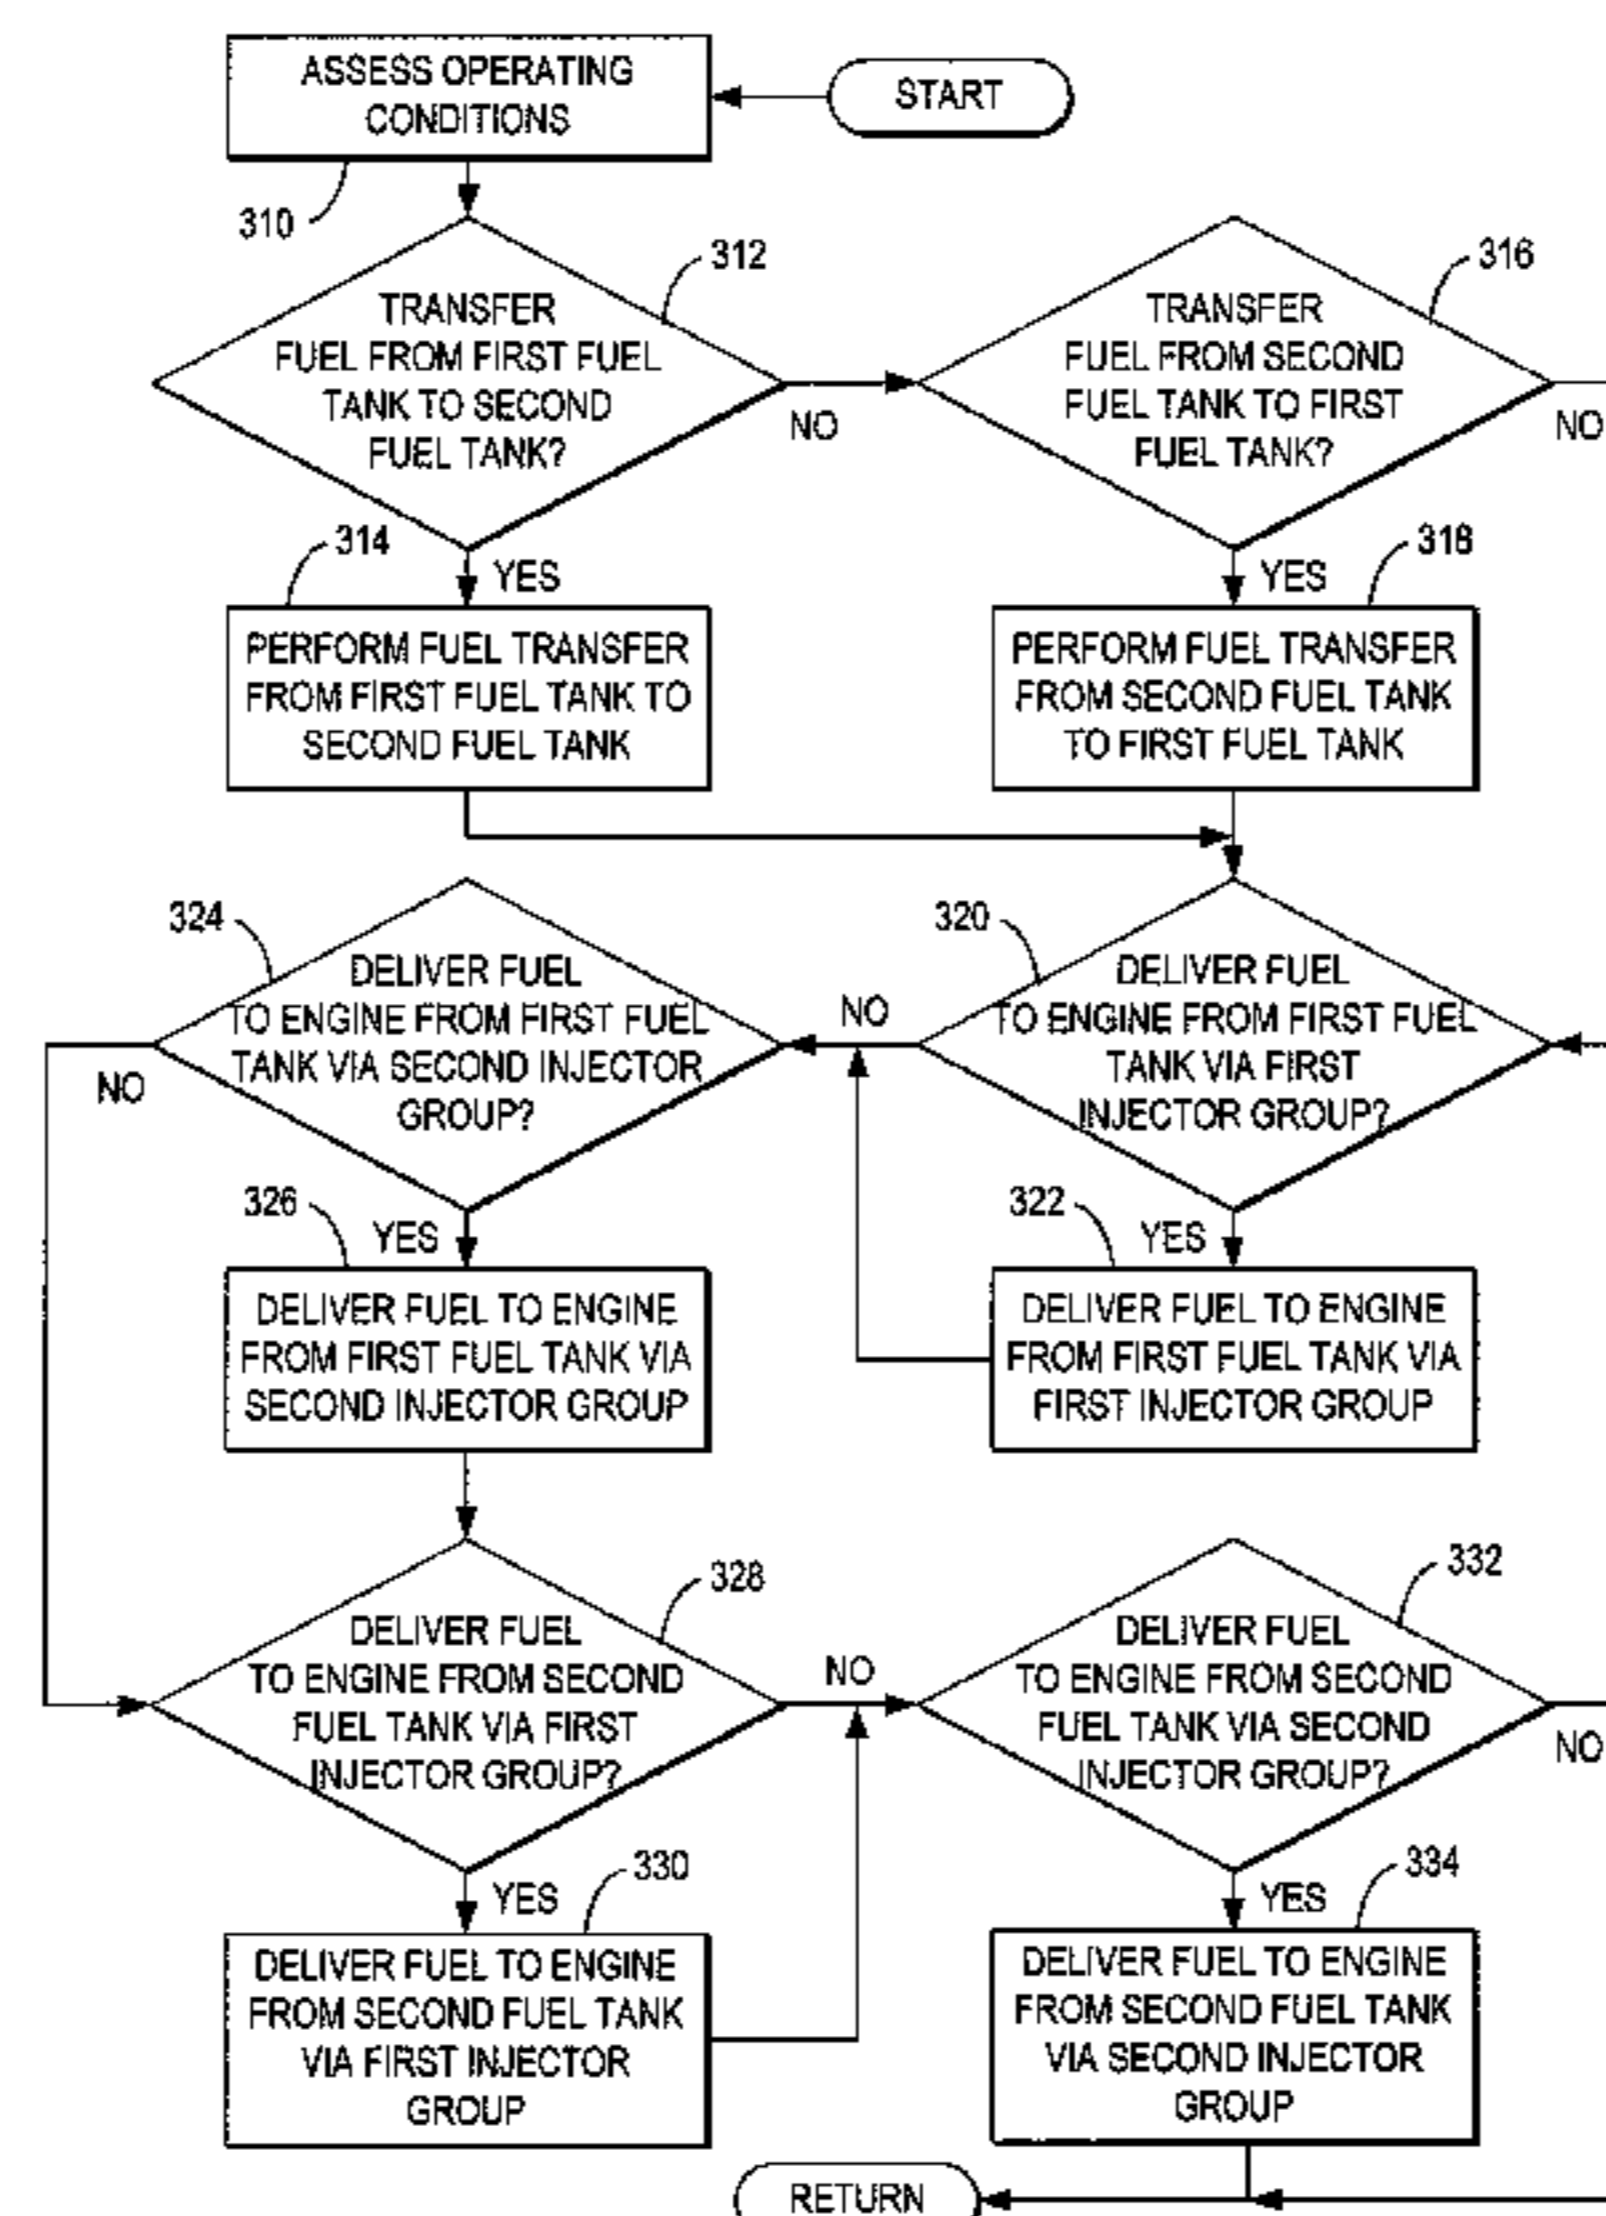 ASSESS OPERATING
CONDITIONS
START
310
312
TRANSFER
FUEL FROM FIRST FUEL
TANK TO SECOND
FUEL TANK?
NO
316
TRANSFER
FUEL FROM SECOND
FUEL TANK TO FIRST
FUEL TANK?
NO
314
YES
PERFORM FUEL TRANSFER
FROM FIRST FUEL TANK TO
SECOND FUEL TANK
318
YES
PERFORM FUEL TRANSFER
FROM SECOND FUEL TANK
TO FIRST FUEL TANK
324
DELIVER FUEL
TO ENGINE FROM FIRST FUEL
TANK VIA SECOND INJECTOR
GROUP?
NO
NO
320
DELIVER FUEL
TO ENGINE FROM FIRST FUEL
TANK VIA FIRST
INJECTOR GROUP?
326
YES
DELIVER FUEL TO ENGINE
FROM FIRST FUEL TANK VIA
SECOND INJECTOR GROUP
322
YES
DELIVER FUEL TO ENGINE
FROM FIRST FUEL TANK VIA
FIRST INJECTOR GROUP
328
DELIVER FUEL
TO ENGINE FROM SECOND
FUEL TANK VIA FIRST
INJECTOR GROUP?
NO
332
DELIVER FUEL
TO ENGINE FROM SECOND
FUEL TANK VIA SECOND
INJECTOR GROUP?
NO
YES
330
DELIVER FUEL TO ENGINE
FROM SECOND FUEL TANK
VIA FIRST INJECTOR
GROUP
YES
334
DELIVER FUEL TO ENGINE
FROM SECOND FUEL TANK
VIA SECOND INJECTOR
GROUP
RETURN